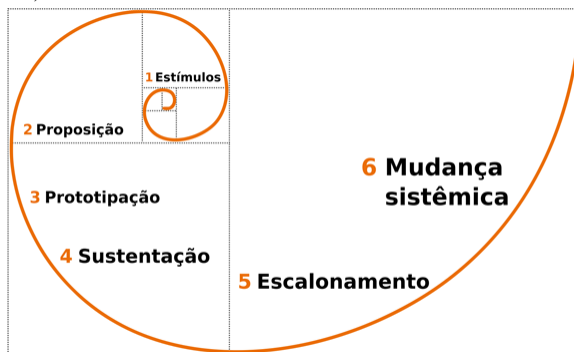 1 Estímulos
2 Proposição
3 Prototipação
4 Sustentação
5 Escalonamento
6 Mudança
sistêmica